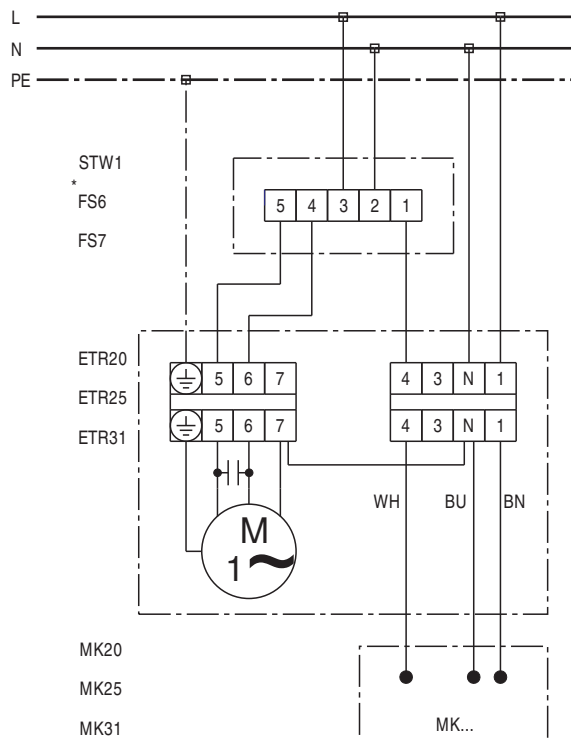 L
N
PE
STW1
*
FS6
FS7
5 4 3 2 1
ETR20
ETR25
ETR31
5 6 7
4 3 N 1
5 6 7
4 3 N 1
WH BU BN
M
1~
MK20
MK25
MK31
MK...